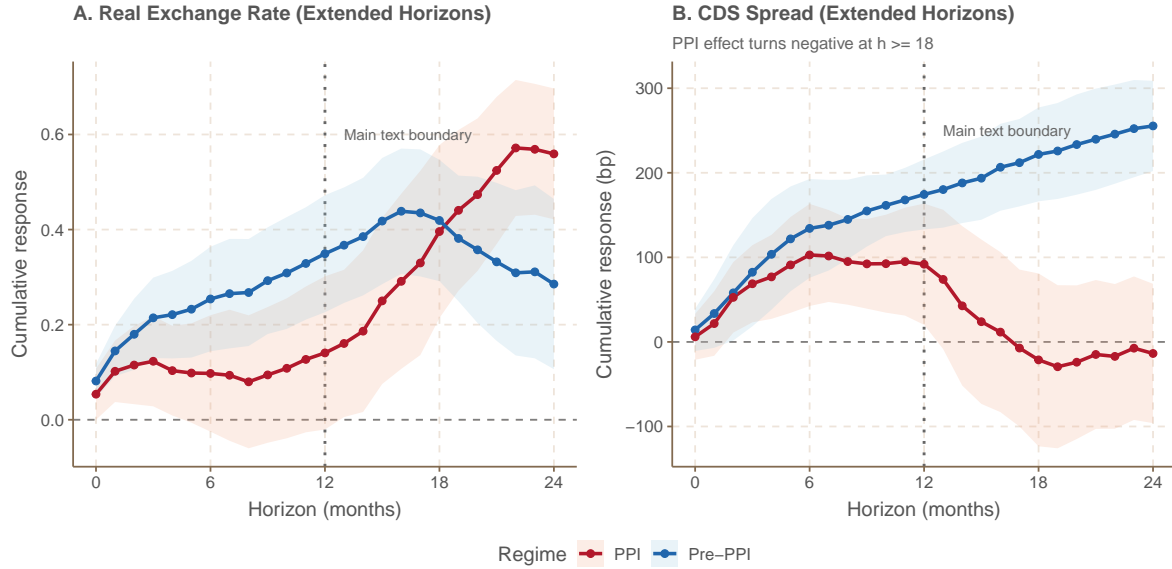 A. Real Exchange Rate (Extended Horizons)
Cumulative response
0.6
0.4
0.2
0.0
Main text boundary
0
6
12
18
24
Horizon (months)
B. CDS Spread (Extended Horizons)
PPI effect turns negative at h >= 18
Cumulative response (bp)
300
200
100
0
−100
Main text boundary
0
6
12
18
24
Horizon (months)
Regime PPI Pre−PPI